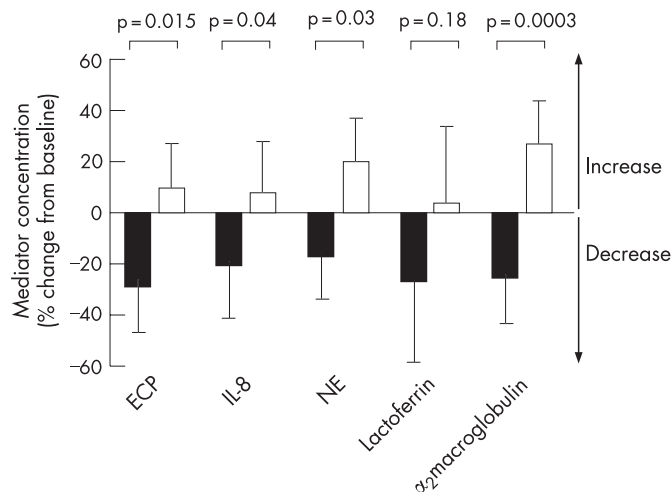 p = 0.015 p = 0.04 p = 0.03 p = 0.18 p = 0.0003
60
40
20
0
–20
–40
–60
Mediator concentration
(% change from baseline)
Increase
Decrease
ECP
IL-8
NE
Lactoferrin
α2macroglobulin